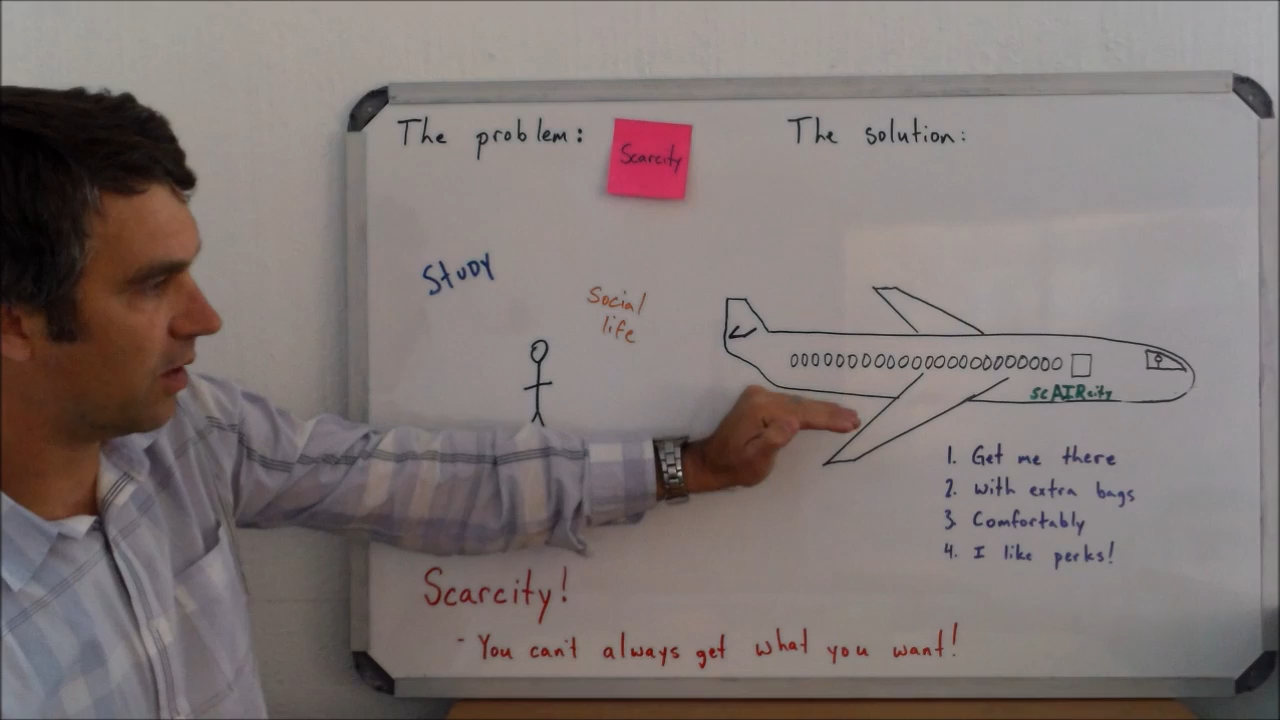 The problem:
Scarcity
The solution:
Study
Social
life
scAIRcity
1. Get me there
2. with extra bags
3. Comfortably
4. I like perks!
Scarcity!
- You can't always get what you want!